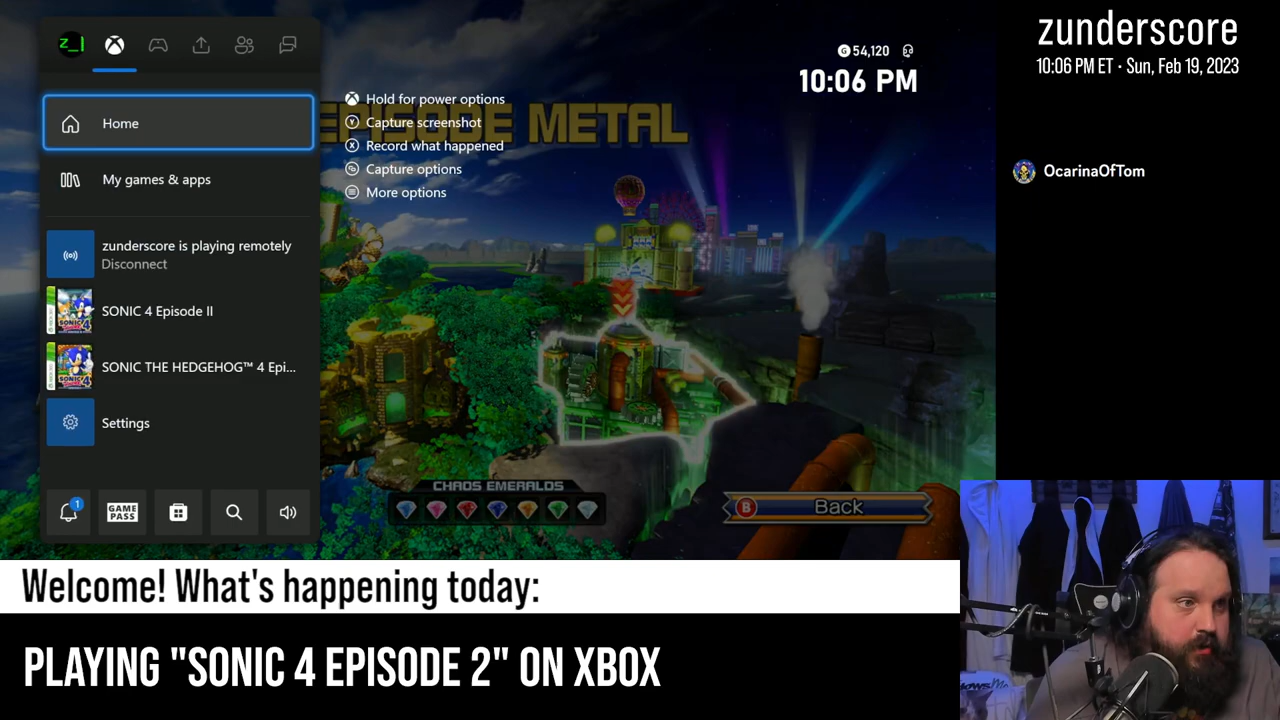 z_|
Home
My games & apps
zunderscore is playing remotely
Disconnect
SONIC 4 Episode II
SONIC THE HEDGEHOG™ 4 Epi...
Settings
1
GAME PASS
Hold for power options
Capture screenshot
Record what happened
Capture options
More options
EPISODE METAL
G 54,120
10:06 PM
CHAOS EMERALDS
B Back
zunderscore
10:06 PM ET · Sun, Feb 19, 2023
OcarinaOfTom
Welcome! What's happening today:
PLAYING "SONIC 4 EPISODE 2" ON XBOX